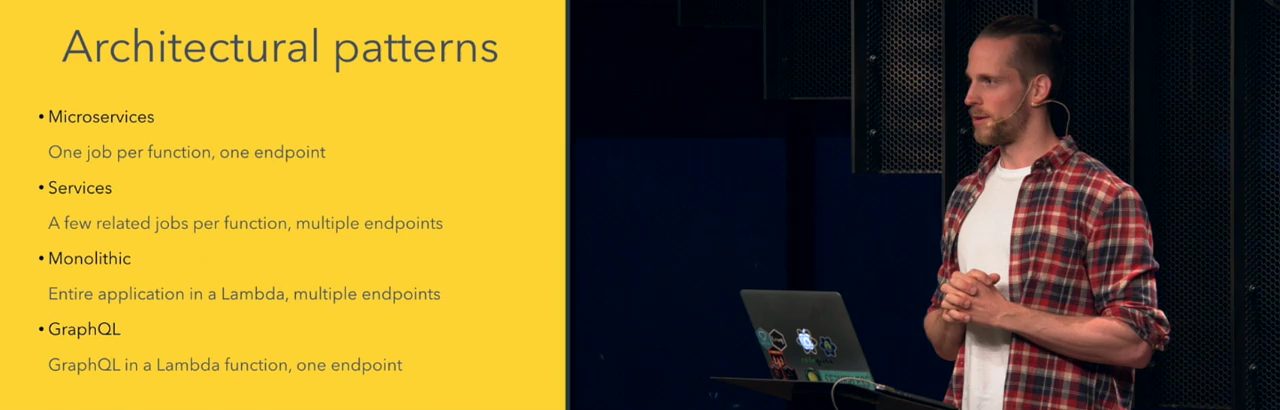 Architectural patterns
• Microservices
One job per function, one endpoint
• Services
A few related jobs per function, multiple endpoints
• Monolithic
Entire application in a Lambda, multiple endpoints
• GraphQL
GraphQL in a Lambda function, one endpoint